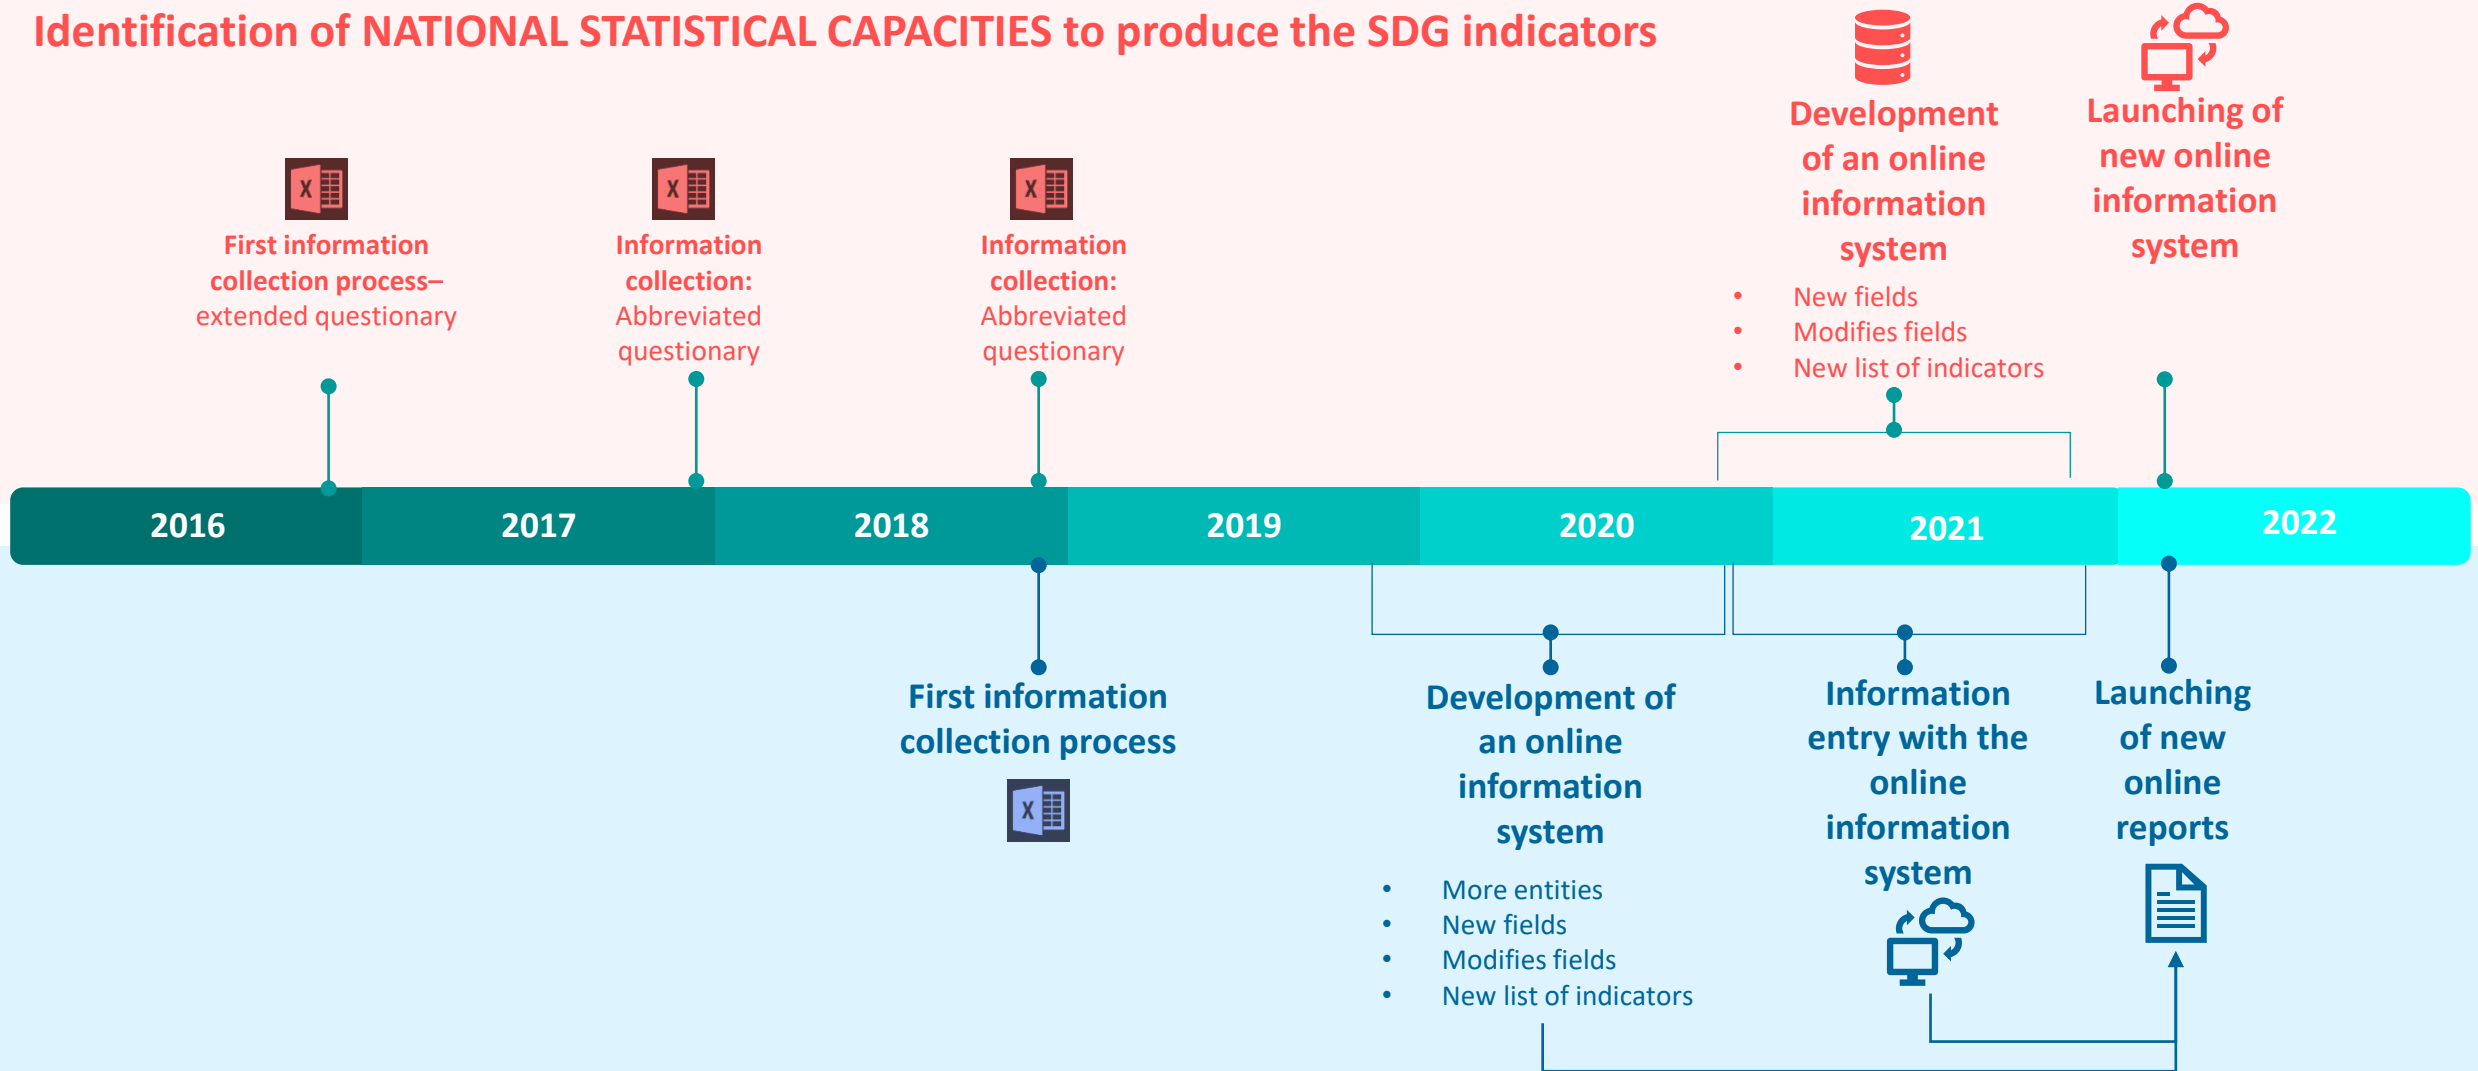 Identification of NATIONAL STATISTICAL CAPACITIES to produce the SDG indicators
First information
collection process–
extended questionary
Information
collection:
Abbreviated
questionary
Information
collection:
Abbreviated
questionary
Development
of an online
information
system
• New fields
• Modifies fields
• New list of indicators
Launching of
new online
information
system
2016
2017
2018
2019
2020
2021
2022
First information
collection process
Development of
an online
information
system
• More entities
• New fields
• Modifies fields
• New list of indicators
Information
entry with the
online
information
system
Launching
of new
online
reports